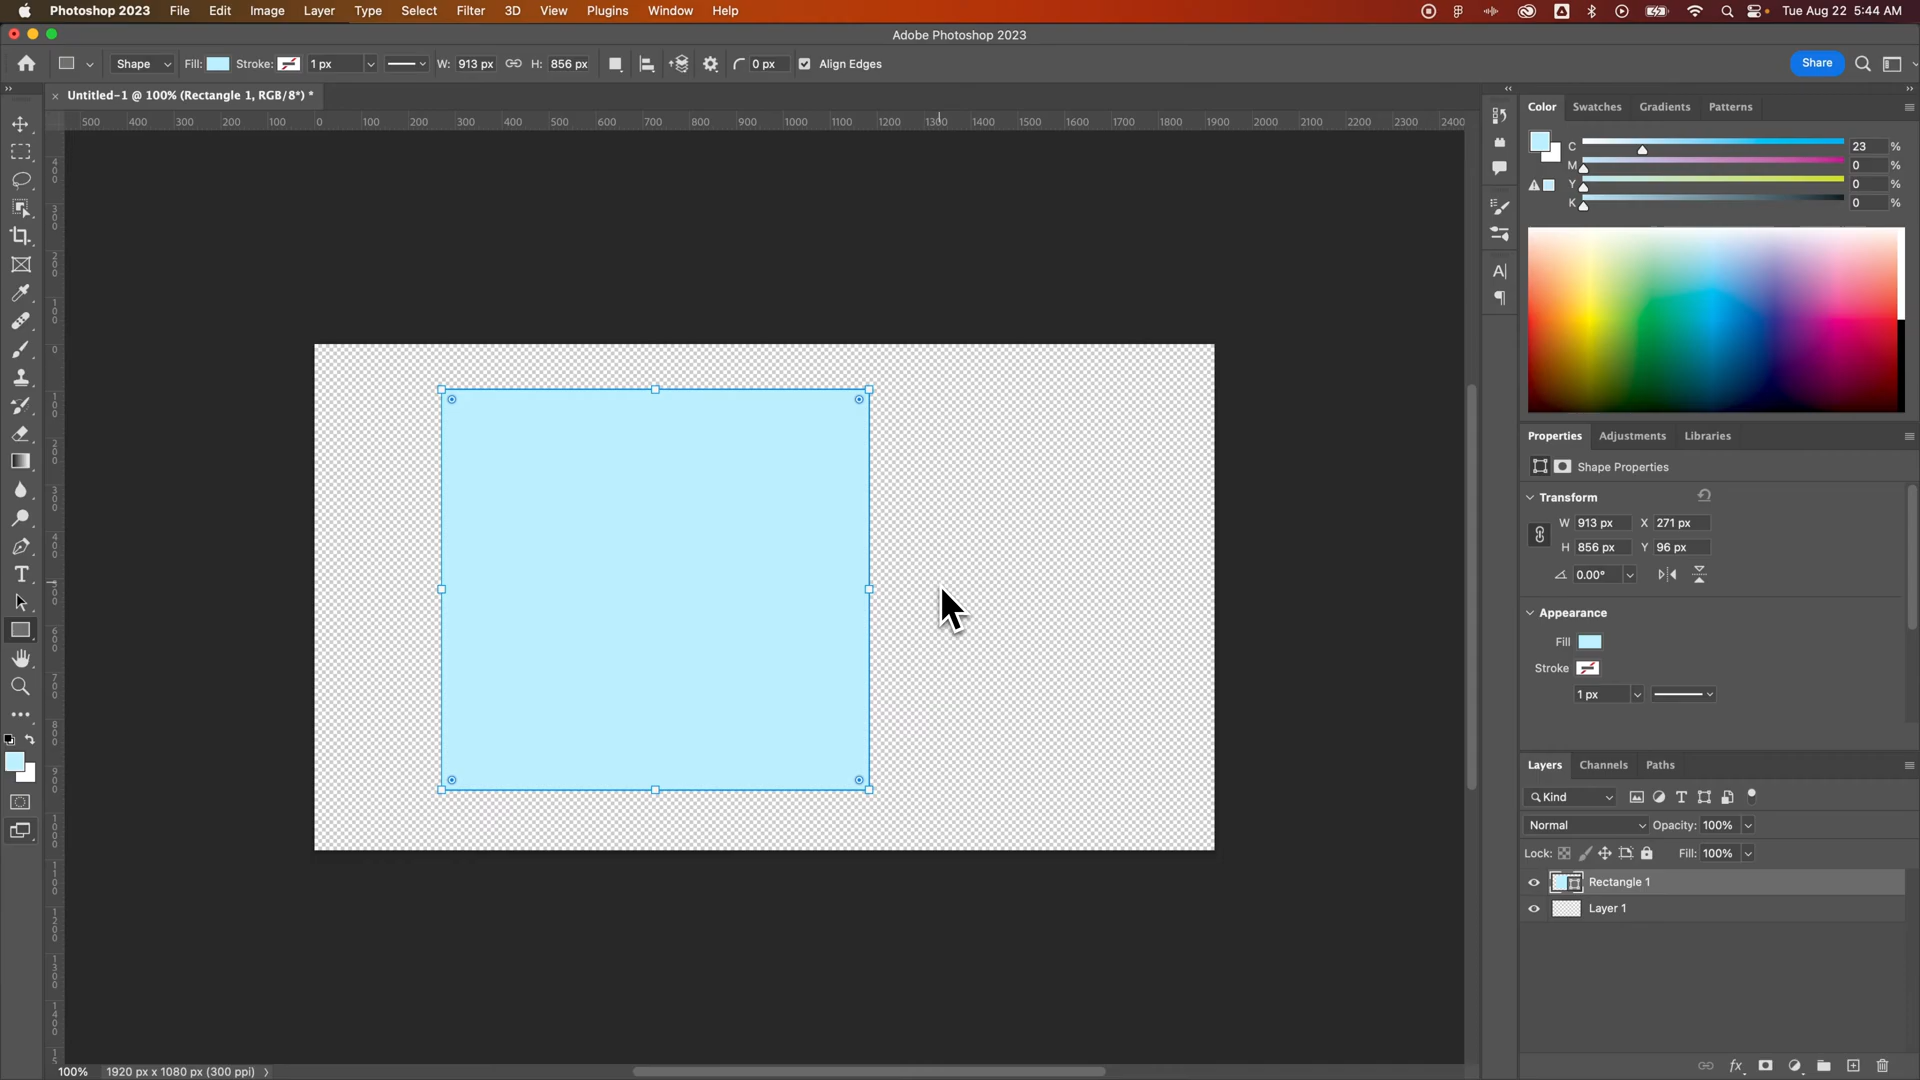 Photoshop 2023 File Edit Image Layer Type Select Filter 3D View Plugins Window Help Tue Aug 22 5:44 AM
Adobe Photoshop 2023
Shape Fill: Stroke: 1 px W: 913 px H: 856 px 0 px Align Edges Share
Untitled-1 @ 100% (Rectangle 1, RGB/8*) *
500 400 300 200 100 0 100 200 300 400 500 600 700 800 900 1000 1100 1200 1300 1400 1500 1600 1700 1800 1900 2000 2100 2200 2300 2400
Color Swatches Gradients Patterns
C 23 %
M 0 %
Y 0 %
K 0 %
Properties Adjustments Libraries
Shape Properties
Transform
W 913 px X 271 px
H 856 px Y 96 px
0.00°
Appearance
Fill
Stroke
1 px
Layers Channels Paths
Kind
Normal Opacity: 100%
Lock: Fill: 100%
Rectangle 1
Layer 1
100% 1920 px x 1080 px (300 ppi)